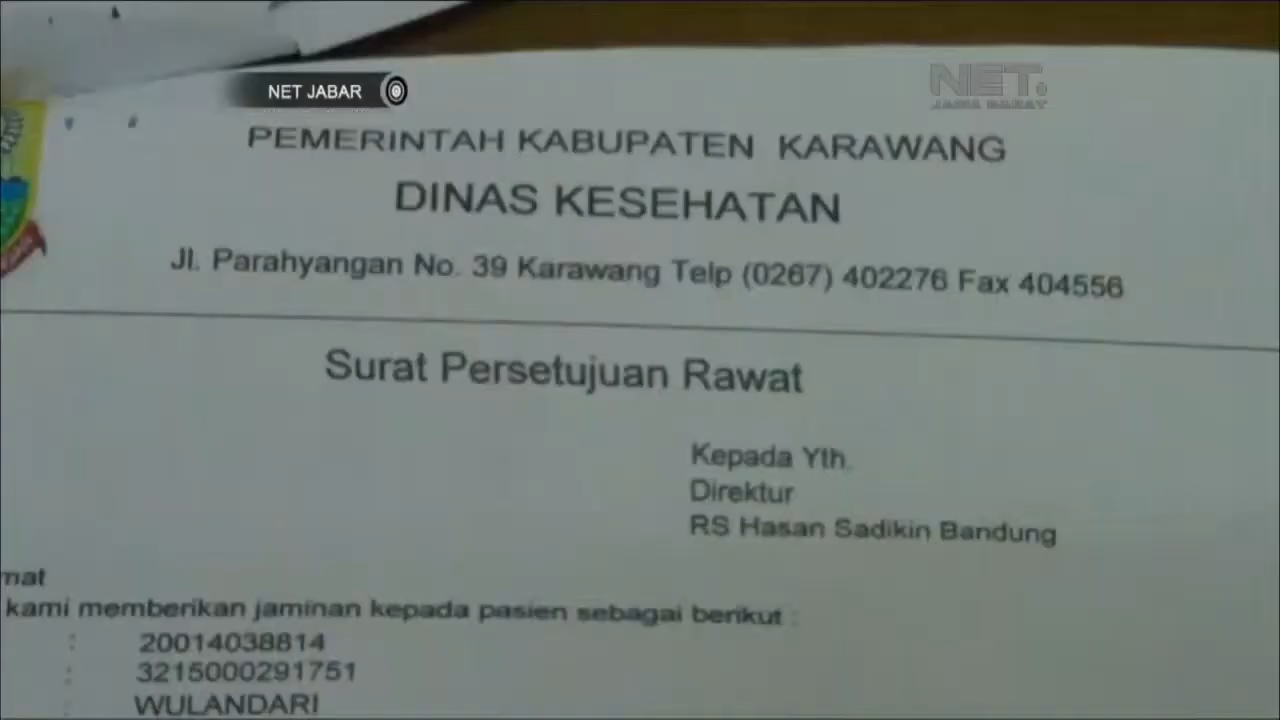 NET JABAR
NET.
JAWA BARAT
PEMERINTAH KABUPATEN KARAWANG
DINAS KESEHATAN
Jl. Parahyangan No. 39 Karawang Telp (0267) 402276 Fax 404556
Surat Persetujuan Rawat
Kepada Yth.
Direktur
RS Hasan Sadikin Bandung
mat
kami memberikan jaminan kepada pasien sebagai berikut :
: 20014038814
: 3215000291751
: WULANDARI